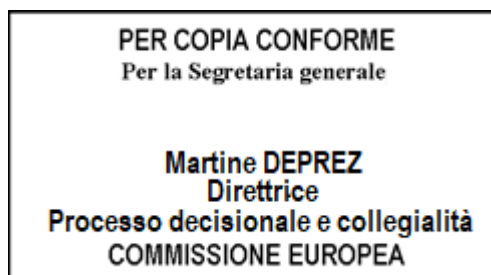 PER COPIA CONFORME
Per la Segretaria generale
Martine DEPREZ
Direttrice
Processo decisionale e collegialità
COMMISSIONE EUROPEA